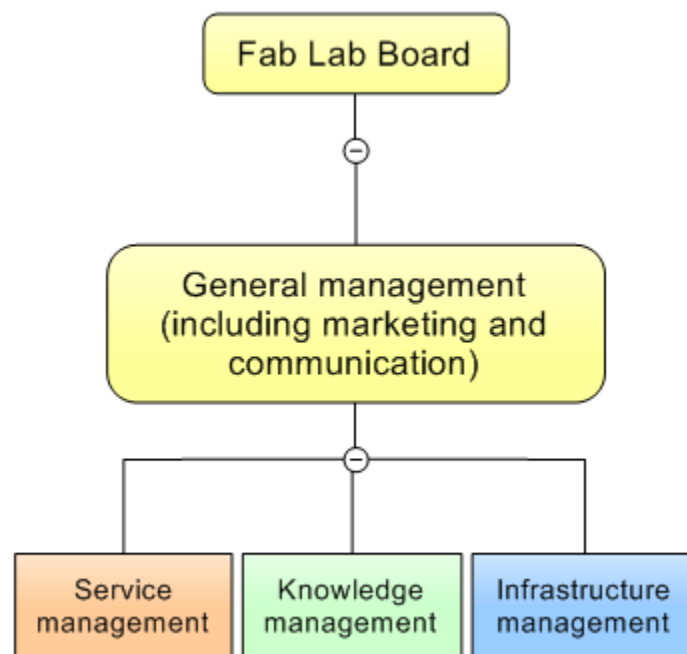 Fab Lab Board
General management
(including marketing and
communication)
Service
management
Knowledge
management
Infrastructure
management